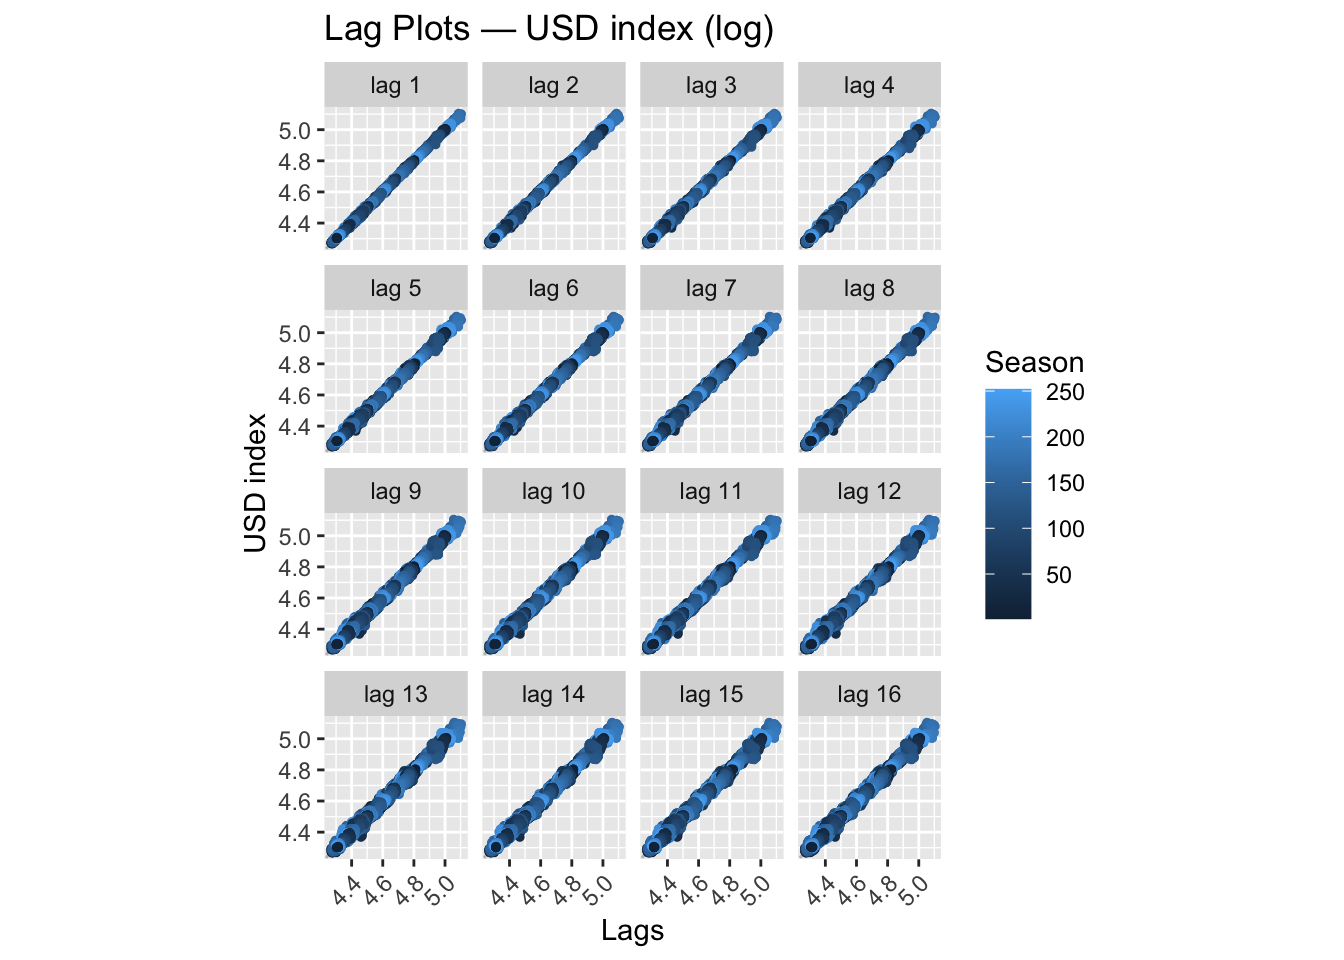 Lag Plots — USD index (log)
lag 1 lag 2 lag 3 lag 4
5.0
4.8
4.6
4.4
lag 5 lag 6 lag 7 lag 8
5.0
4.8
4.6
4.4
lag 9 lag 10 lag 11 lag 12
5.0
4.8
4.6
4.4
lag 13 lag 14 lag 15 lag 16
5.0
4.8
4.6
4.4
4.4 4.6 4.8 5.0 4.4 4.6 4.8 5.0 4.4 4.6 4.8 5.0 4.4 4.6 4.8 5.0
Lags
USD index
Season
250
200
150
100
50